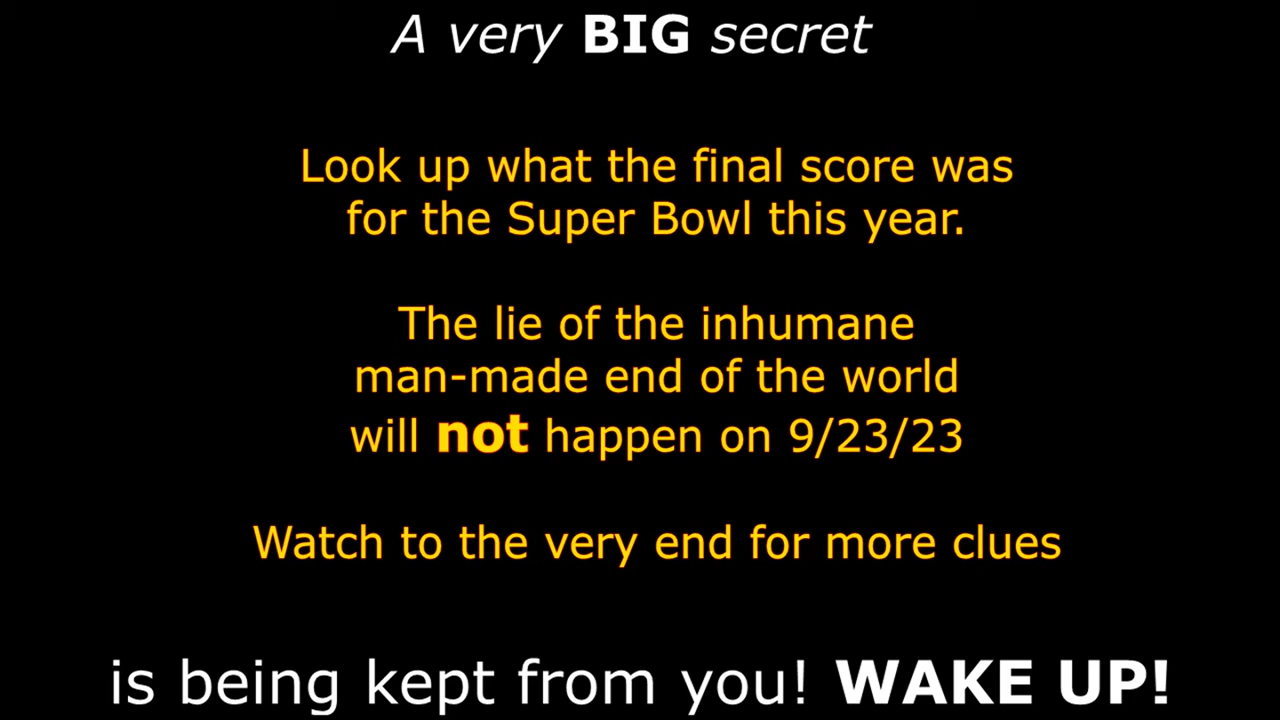 A very BIG secret
Look up what the final score was
for the Super Bowl this year.
The lie of the inhumane
man-made end of the world
will not happen on 9/23/23
Watch to the very end for more clues
is being kept from you! WAKE UP!